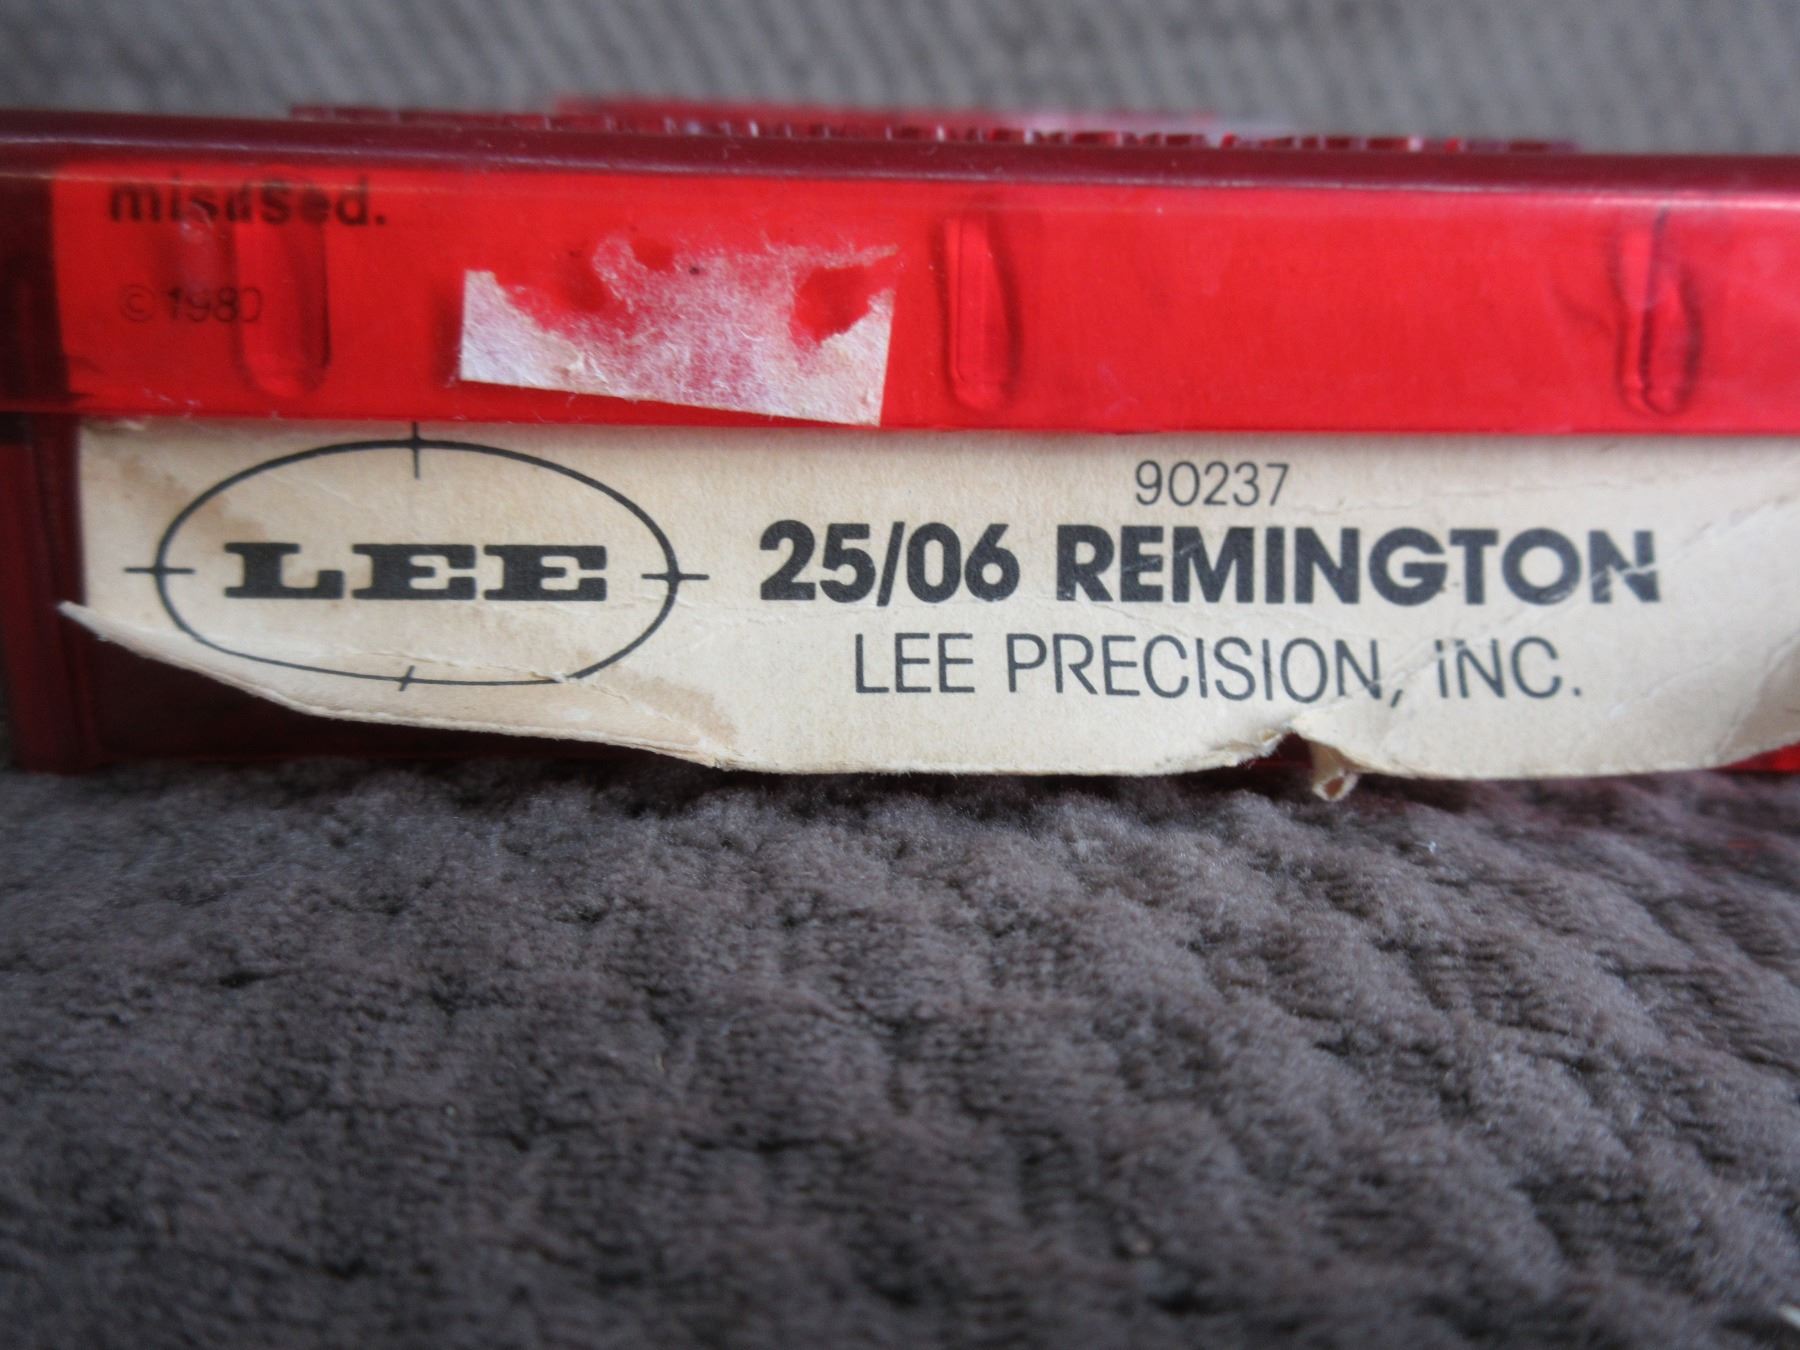 misused.
© 1980
LEE
90237
25/06 REMINGTON
LEE PRECISION, INC.